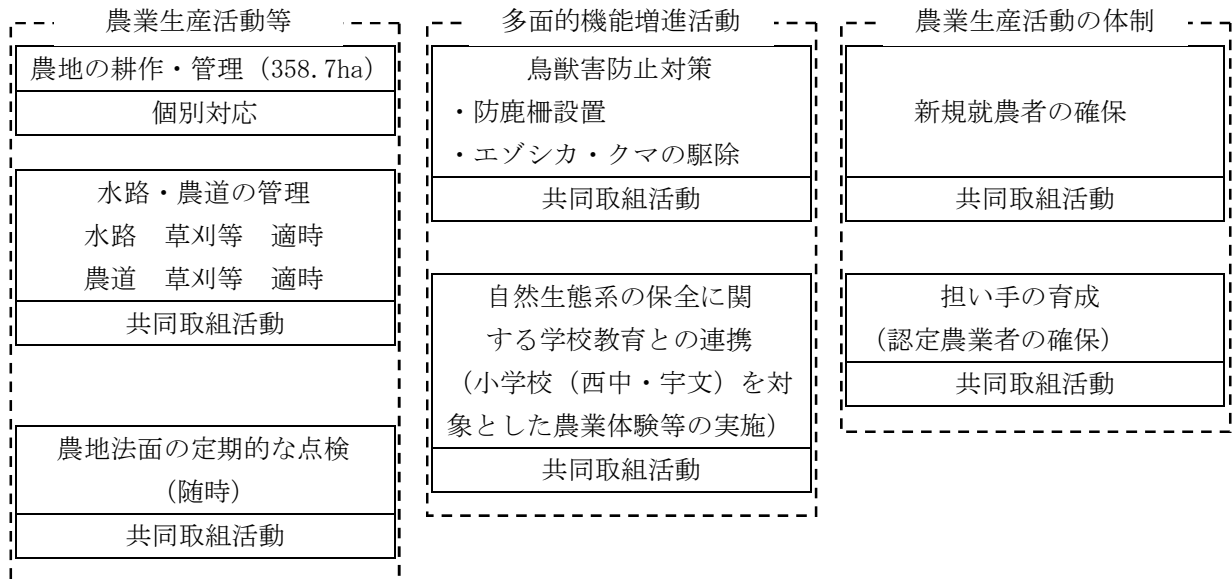 農業生産活動等
農地の耕作・管理（358.7ha）
個別対応
水路・農道の管理
水路　草刈等　適時
農道　草刈等　適時
共同取組活動
農地法面の定期的な点検
（随時）
共同取組活動
多面的機能増進活動
鳥獣害防止対策
・防鹿柵設置
・エゾシカ・クマの駆除
共同取組活動
自然生態系の保全に関
する学校教育との連携
（小学校（西中・宇文）を対
象とした農業体験等の実施）
共同取組活動
農業生産活動の体制
新規就農者の確保
共同取組活動
担い手の育成
（認定農業者の確保）
共同取組活動